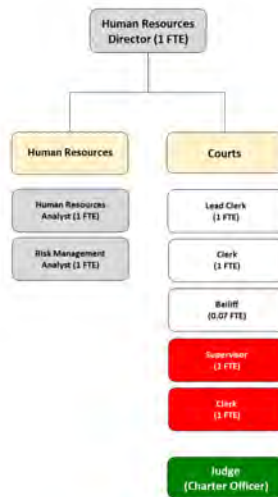 Human Resources
Director (1 FTE)
Human Resources
Courts
Human Resources
Analyst (1 FTE)
Risk Management
Analyst (1 FTE)
Lead Clerk
(1 FTE)
Clerk
(1 FTE)
Bailiff
(0.07 FTE)
Supervisor
(1 FTE)
Clerk
(1 FTE)
Judge
(Charter Officer)